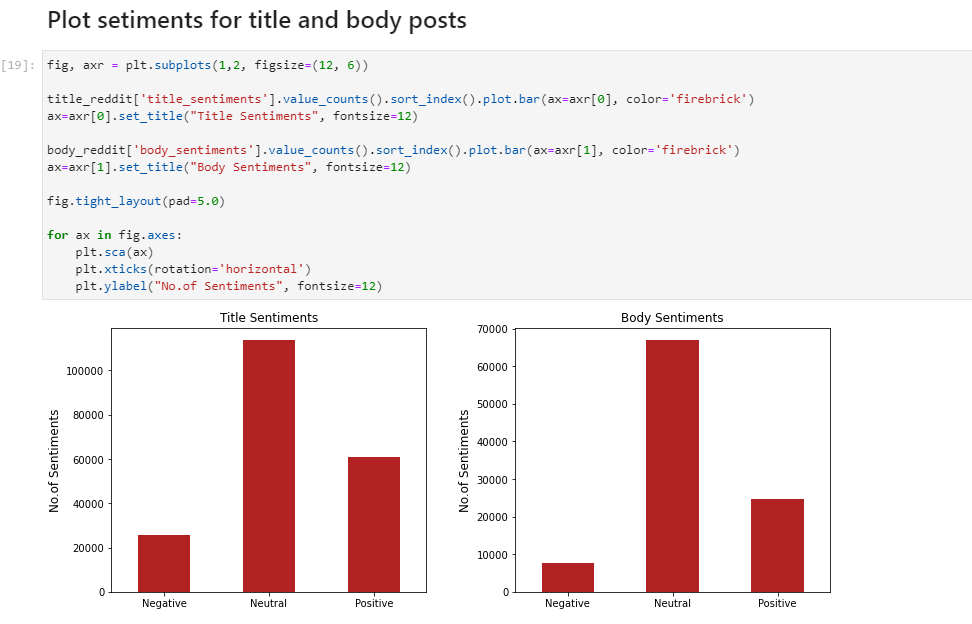 Plot setiments for title and body posts
[19]: fig, axr = plt.subplots(1,2, figsize=(12, 6))
title_reddit['title_sentiments'].value_counts().sort_index().plot.bar(ax=axr[0], color='firebrick')
ax=axr[0].set_title("Title Sentiments", fontsize=12)
body_reddit['body_sentiments'].value_counts().sort_index().plot.bar(ax=axr[1], color='firebrick')
ax=axr[1].set_title("Body Sentiments", fontsize=12)
fig.tight_layout(pad=5.0)
for ax in fig.axes:
    plt.sca(ax)
    plt.xticks(rotation='horizontal')
    plt.ylabel("No.of Sentiments", fontsize=12)
Title Sentiments
No.of Sentiments
100000
80000
60000
40000
20000
0
Negative Neutral Positive
Body Sentiments
No.of Sentiments
70000
60000
50000
40000
30000
20000
10000
0
Negative Neutral Positive